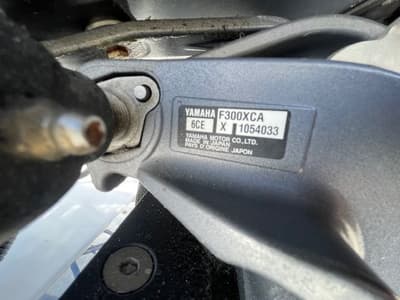 YAMAHA F300XCA
6CE X 1054033
YAMAHA MOTOR CO.,LTD.
MADE IN JAPAN
PAYS D'ORIGINE JAPON